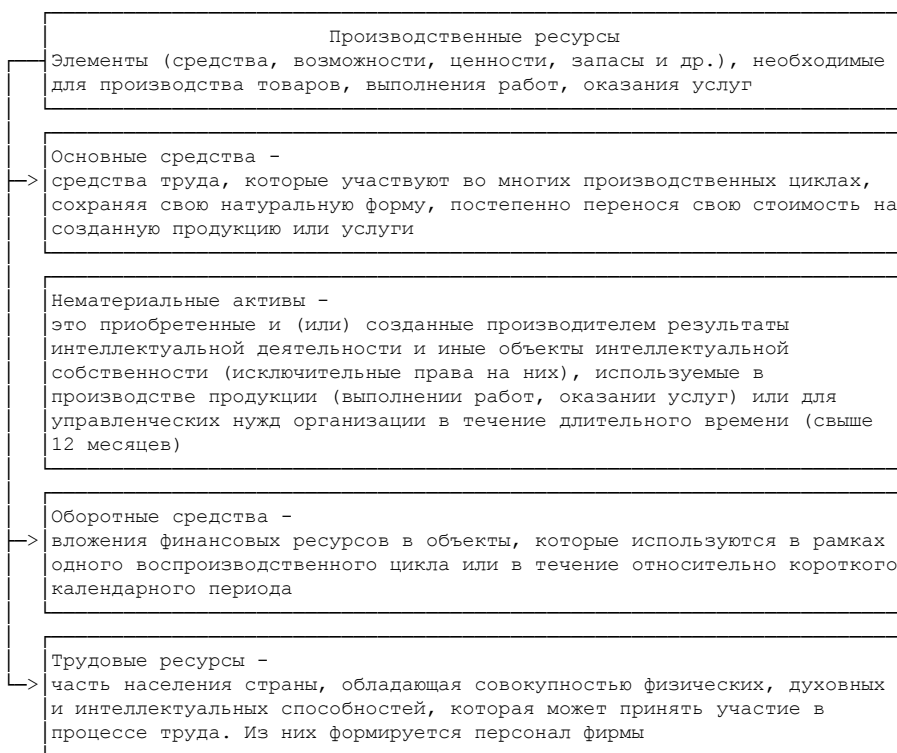 Производственные ресурсы
Элементы (средства, возможности, ценности, запасы и др.), необходимые
для производства товаров, выполнения работ, оказания услуг
Основные средства -
средства труда, которые участвуют во многих производственных циклах,
сохраняя свою натуральную форму, постепенно перенося свою стоимость на
созданную продукцию или услуги
Нематериальные активы -
это приобретенные и (или) созданные производителем результаты
интеллектуальной деятельности и иные объекты интеллектуальной
собственности (исключительные права на них), используемые в
производстве продукции (выполнении работ, оказании услуг) или для
управленческих нужд организации в течение длительного времени (свыше
12 месяцев)
Оборотные средства -
вложения финансовых ресурсов в объекты, которые используются в рамках
одного воспроизводственного цикла или в течение относительно короткого
календарного периода
Трудовые ресурсы -
часть населения страны, обладающая совокупностью физических, духовных
и интеллектуальных способностей, которая может принять участие в
процессе труда. Из них формируется персонал фирмы